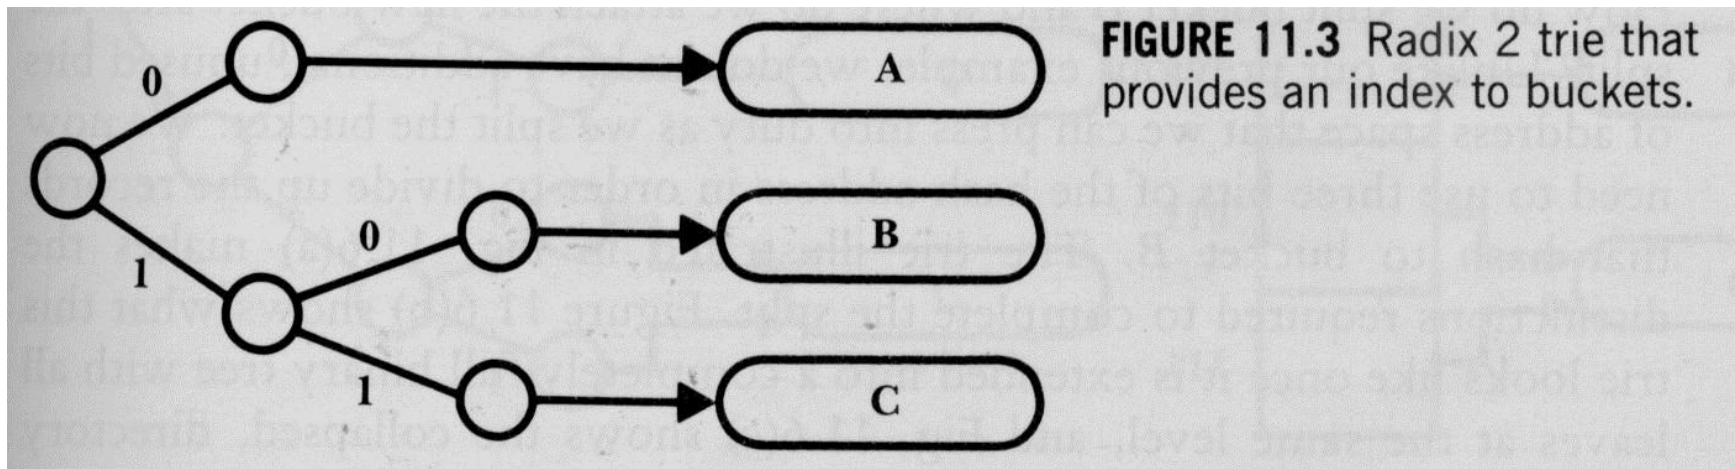 FIGURE 11.3 Radix 2 trie that
provides an index to buckets.
0
A
1
0
B
1
C